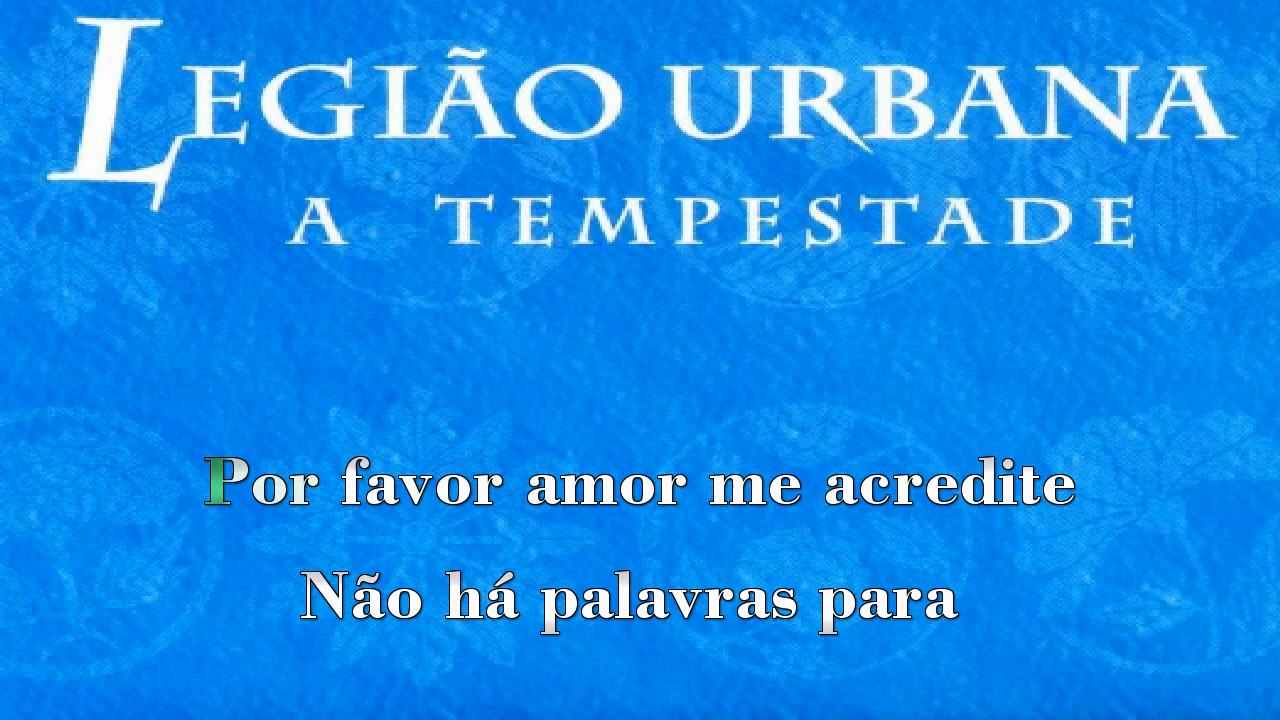 LEGIÃO URBANA
A TEMPESTADE
Por favor amor me acredite
Não há palavras para